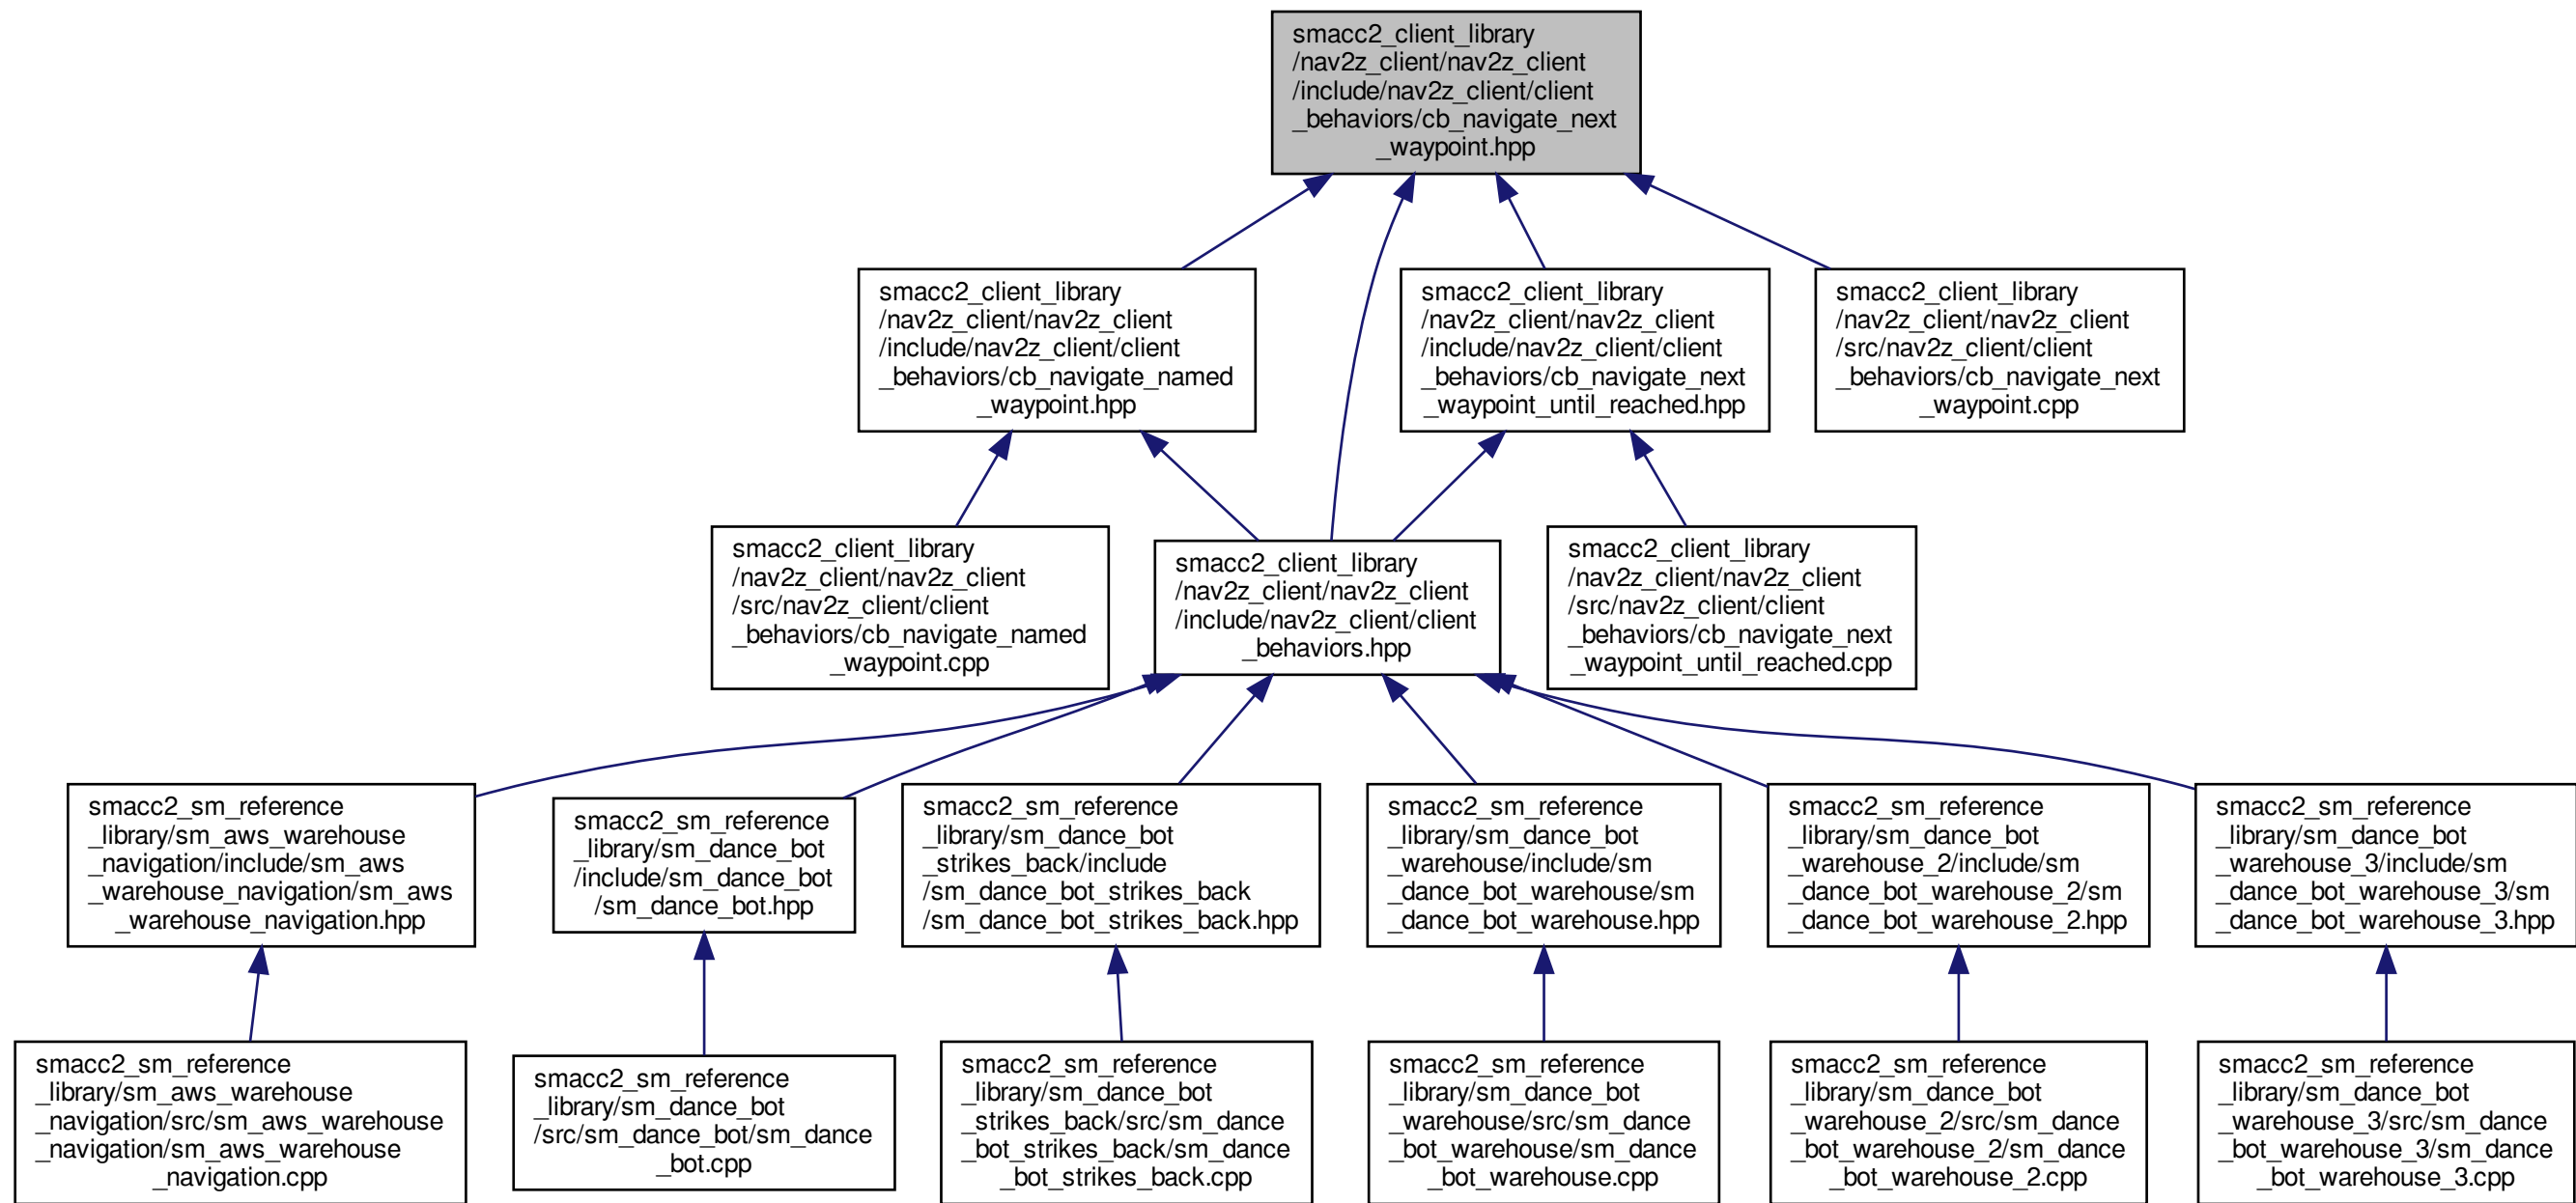 smacc2_client_library
/nav2z_client/nav2z_client
/include/nav2z_client/client
_behaviors/cb_navigate_next
_waypoint.hpp
smacc2_client_library
/nav2z_client/nav2z_client
/include/nav2z_client/client
_behaviors/cb_navigate_named
_waypoint.hpp
smacc2_client_library
/nav2z_client/nav2z_client
/include/nav2z_client/client
_behaviors/cb_navigate_next
_waypoint_until_reached.hpp
smacc2_client_library
/nav2z_client/nav2z_client
/src/nav2z_client/client
_behaviors/cb_navigate_next
_waypoint.cpp
smacc2_client_library
/nav2z_client/nav2z_client
/src/nav2z_client/client
_behaviors/cb_navigate_named
_waypoint.cpp
smacc2_client_library
/nav2z_client/nav2z_client
/include/nav2z_client/client
_behaviors.hpp
smacc2_client_library
/nav2z_client/nav2z_client
/src/nav2z_client/client
_behaviors/cb_navigate_next
_waypoint_until_reached.cpp
smacc2_sm_reference
_library/sm_aws_warehouse
_navigation/include/sm_aws
_warehouse_navigation/sm_aws
_warehouse_navigation.hpp
smacc2_sm_reference
_library/sm_dance_bot
/include/sm_dance_bot
/sm_dance_bot.hpp
smacc2_sm_reference
_library/sm_dance_bot
_strikes_back/include
/sm_dance_bot_strikes_back
/sm_dance_bot_strikes_back.hpp
smacc2_sm_reference
_library/sm_dance_bot
_warehouse/include/sm
_dance_bot_warehouse/sm
_dance_bot_warehouse.hpp
smacc2_sm_reference
_library/sm_dance_bot
_warehouse_2/include/sm
_dance_bot_warehouse_2/sm
_dance_bot_warehouse_2.hpp
smacc2_sm_reference
_library/sm_dance_bot
_warehouse_3/include/sm
_dance_bot_warehouse_3/sm
_dance_bot_warehouse_3.hpp
smacc2_sm_reference
_library/sm_aws_warehouse
_navigation/src/sm_aws_warehouse
_navigation/sm_aws_warehouse
_navigation.cpp
smacc2_sm_reference
_library/sm_dance_bot
/src/sm_dance_bot/sm_dance
_bot.cpp
smacc2_sm_reference
_library/sm_dance_bot
_strikes_back/src/sm_dance
_bot_strikes_back/sm_dance
_bot_strikes_back.cpp
smacc2_sm_reference
_library/sm_dance_bot
_warehouse/src/sm_dance
_bot_warehouse/sm_dance
_bot_warehouse.cpp
smacc2_sm_reference
_library/sm_dance_bot
_warehouse_2/src/sm_dance
_bot_warehouse_2/sm_dance
_bot_warehouse_2.cpp
smacc2_sm_reference
_library/sm_dance_bot
_warehouse_3/src/sm_dance
_bot_warehouse_3/sm_dance
_bot_warehouse_3.cpp